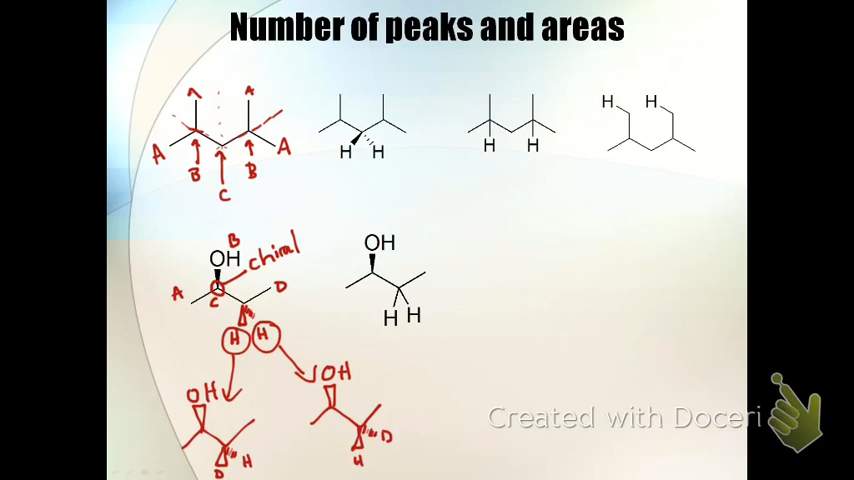 Number of peaks and areas
A A
A A
B B
C
H H
H H
H H
OH B
chiral
A C D
H H
OH
H H
OH
D H
OH
D
H
Created with Doceri